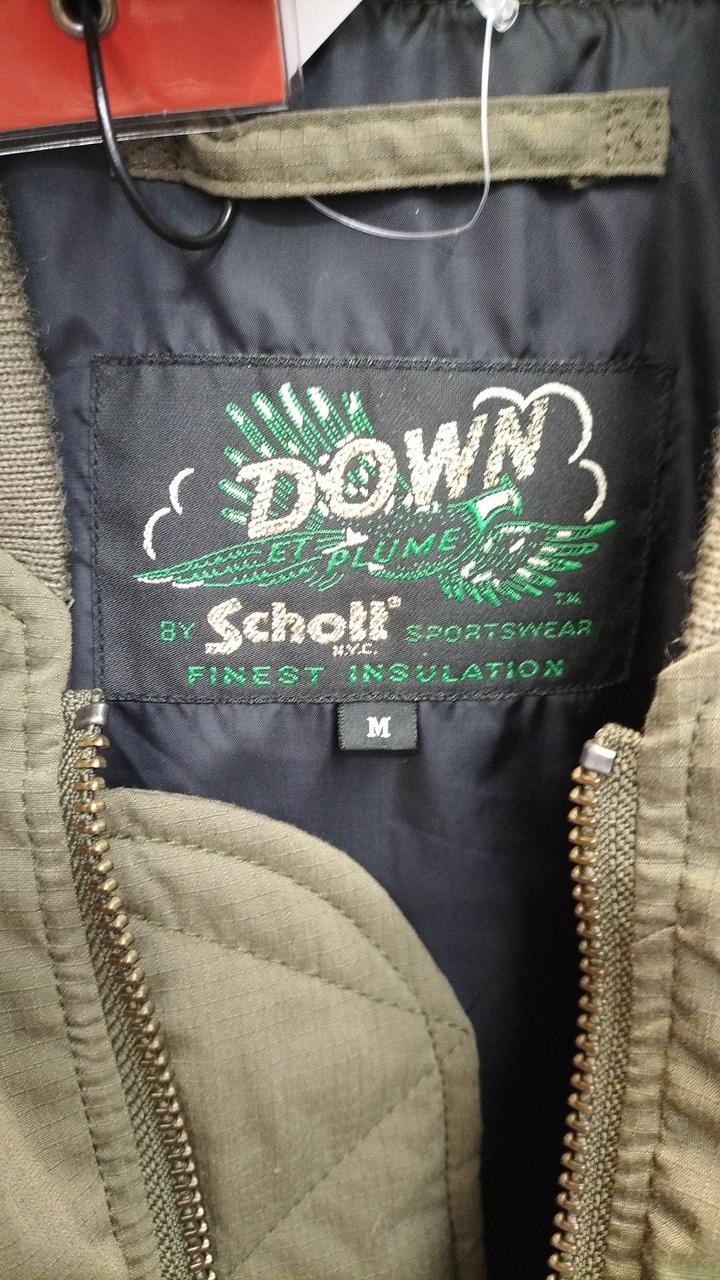 DOWN
ET PLUME
TM
BY Schott® SPORTSWEAR
N.Y.C.
FINEST INSULATION
M